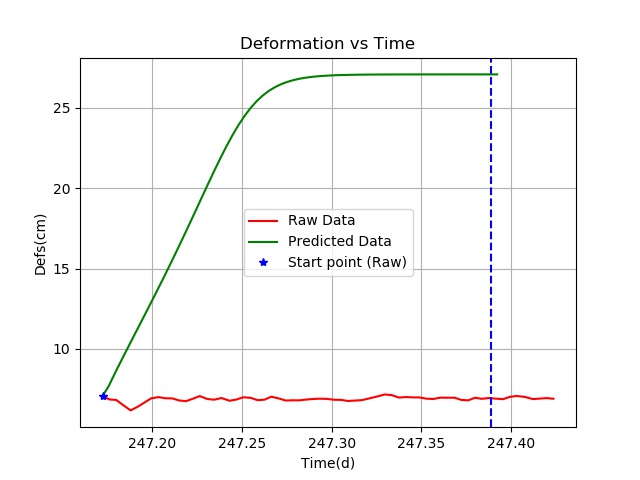 Deformation vs Time
Defs(cm)
25
20
15
10
Raw Data
Predicted Data
Start point (Raw)
247.20
247.25
247.30
247.35
247.40
Time(d)